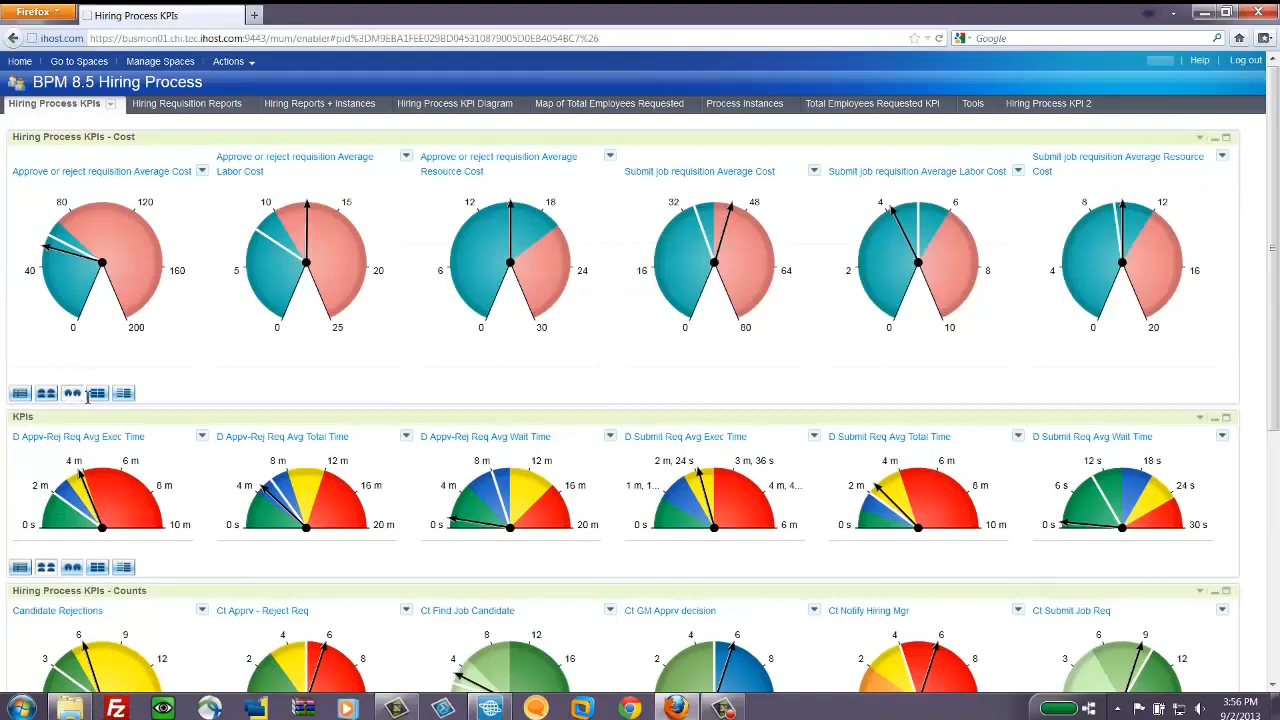 Firefox
Hiring Process KPIs
ihost.com
https://busmon01.chi.tec.ihost.com:9443/mum/enabler#pid%3DM9EBA1FEE029BD045310879005D0EB4054BC7%26
Google
Home Go to Spaces Manage Spaces Actions Help Log out
BPM 8.5 Hiring Process
Hiring Process KPIs Hiring Requisition Reports Hiring Reports + Instances Hiring Process KPI Diagram Map of Total Employees Requested Process Instances Total Employees Requested KPI Tools Hiring Process KPI 2
Hiring Process KPIs - Cost
Approve or reject requisition Average Cost
Approve or reject requisition Average
Labor Cost
Approve or reject requisition Average
Resource Cost
Submit job requisition Average Cost
Submit job requisition Average Labor Cost
Submit job requisition Average Resource
Cost
80 120 10 15 12 18 32 48 4 6 8 12
40 160 5 20 6 24 16 64 2 8 4 16
0 200 0 25 0 30 0 80 0 10 0 20
KPIs
D Appv-Rej Req Avg Exec Time D Appv-Rej Req Avg Total Time D Appv-Rej Req Avg Wait Time D Submit Req Avg Exec Time D Submit Req Avg Total Time D Submit Req Avg Wait Time
4 m 6 m 8 m 12 m 8 m 12 m 2 m, 24 s 3 m, 36 s 4 m 6 m 12 s 18 s
2 m 8 m 4 m 16 m 4 m 16 m 1 m, 1... 4 m, 4... 2 m 8 m 6 s 24 s
0 s 10 m 0 s 20 m 0 s 20 m 0 s 6 m 0 s 10 m 0 s 30 s
Hiring Process KPIs - Counts
Candidate Rejections Ct Apprv - Reject Req Ct Find Job Candidate Ct GM Apprv decision Ct Notify Hiring Mgr Ct Submit Job Req
6 9 4 6 8 12 4 6 4 6 6 9
3 12 2 8 4 16 2 8 2 8 3 12
3:56 PM
9/2/2013